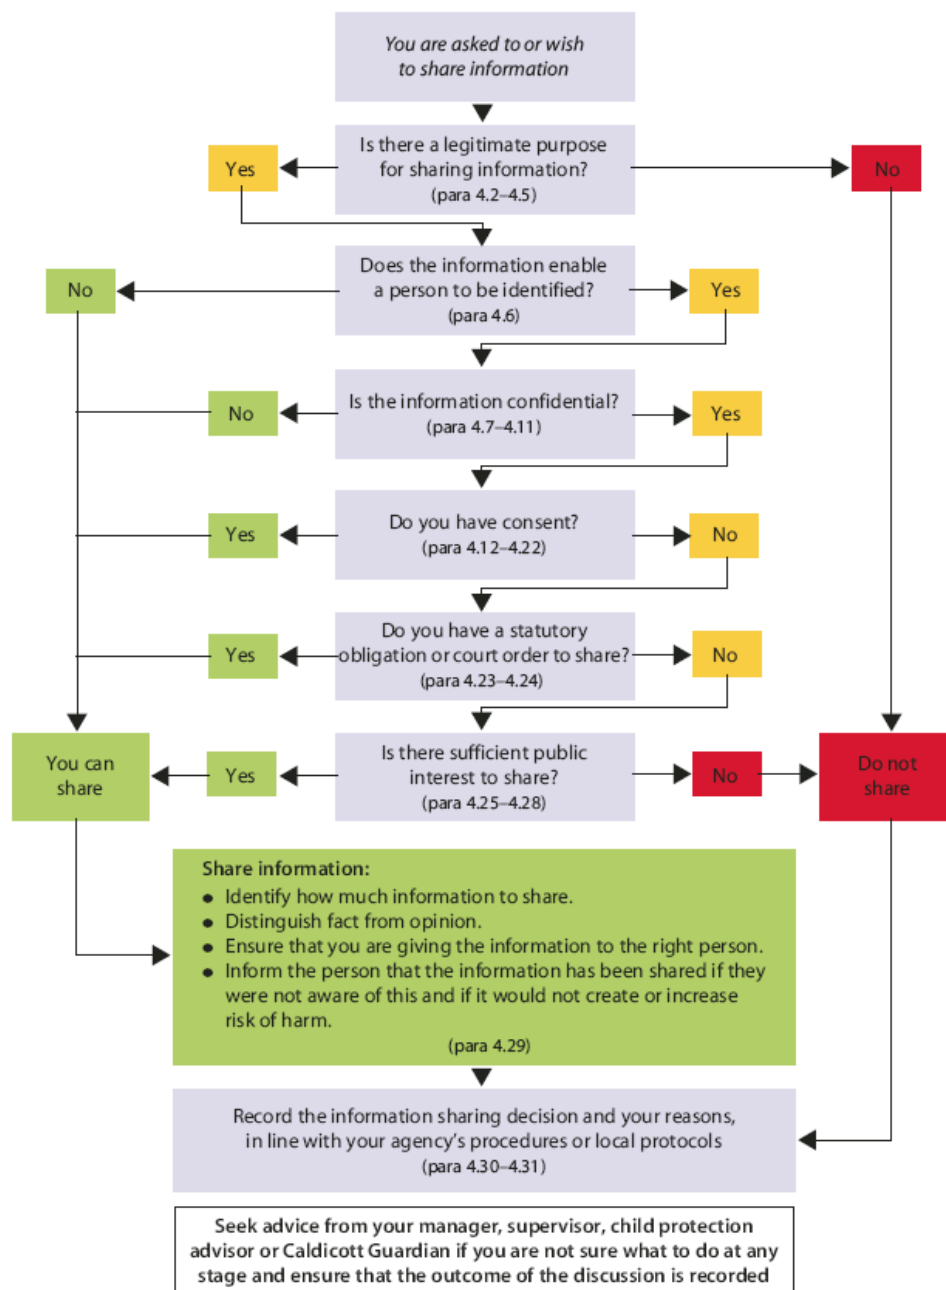 You are asked to or wish
to share information
Is there a legitimate purpose
for sharing information?
(para 4.2–4.5)
Yes
No
Does the information enable
a person to be identified?
(para 4.6)
No
Yes
Is the information confidential?
(para 4.7–4.11)
No
Yes
Do you have consent?
(para 4.12–4.22)
Yes
No
Do you have a statutory
obligation or court order to share?
(para 4.23–4.24)
Yes
No
Is there sufficient public
interest to share?
(para 4.25–4.28)
You can
share
Yes
No
Do not
share
Share information:
● Identify how much information to share.
● Distinguish fact from opinion.
● Ensure that you are giving the information to the right person.
● Inform the person that the information has been shared if they
were not aware of this and if it would not create or increase
risk of harm.
(para 4.29)
Record the information sharing decision and your reasons,
in line with your agency’s procedures or local protocols
(para 4.30–4.31)
Seek advice from your manager, supervisor, child protection
advisor or Caldicott Guardian if you are not sure what to do at any
stage and ensure that the outcome of the discussion is recorded